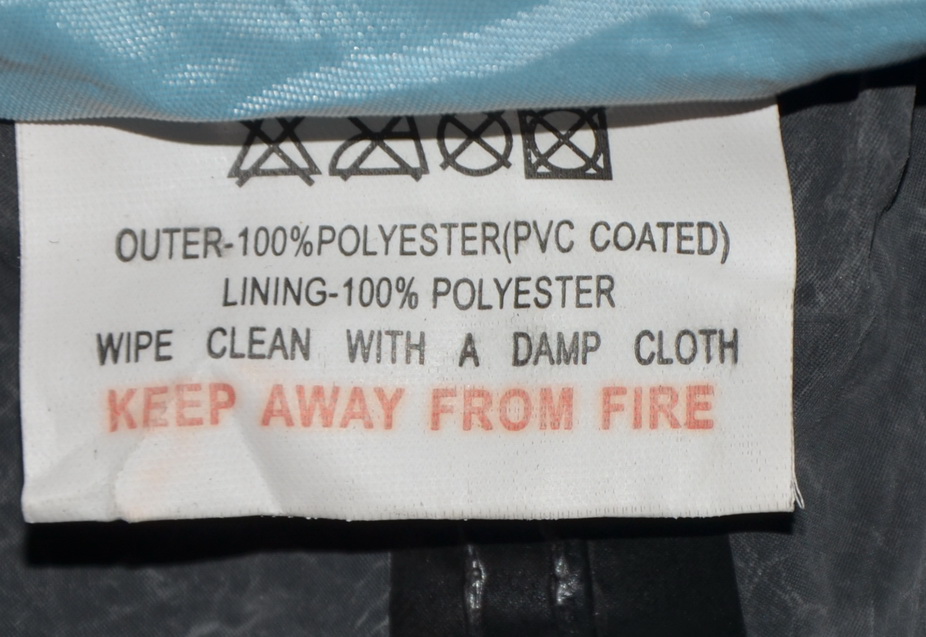 OUTER-100%POLYESTER(PVC COATED)
LINING-100% POLYESTER
WIPE CLEAN WITH A DAMP CLOTH
KEEP AWAY FROM FIRE